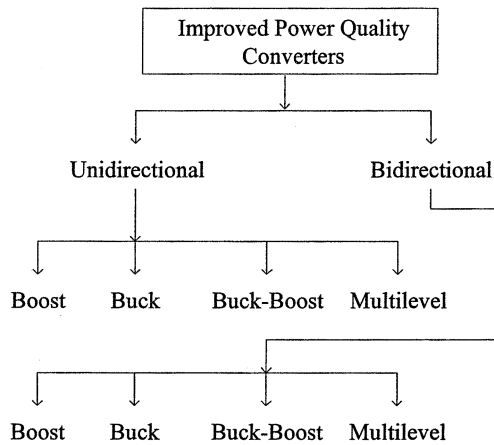 Improved Power Quality
Converters
Unidirectional Bidirectional
Boost Buck Buck-Boost Multilevel
Boost Buck Buck-Boost Multilevel